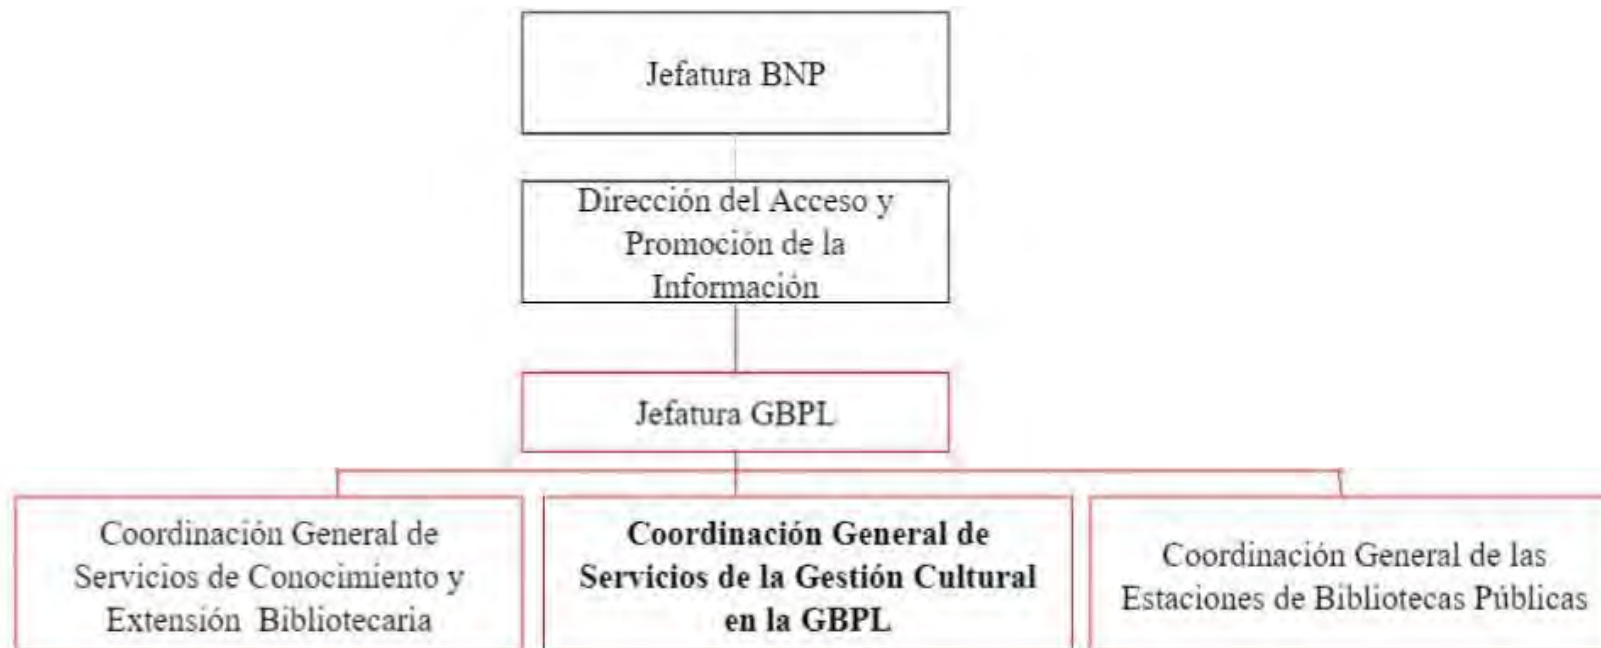 Jefatura BNP
Dirección del Acceso y
Promoción de la
Información
Jefatura GBPL
Coordinación General de
Servicios de Conocimiento y
Extensión Bibliotecaria
Coordinación General de
Servicios de la Gestión Cultural
en la GBPL
Coordinación General de las
Estaciones de Bibliotecas Públicas